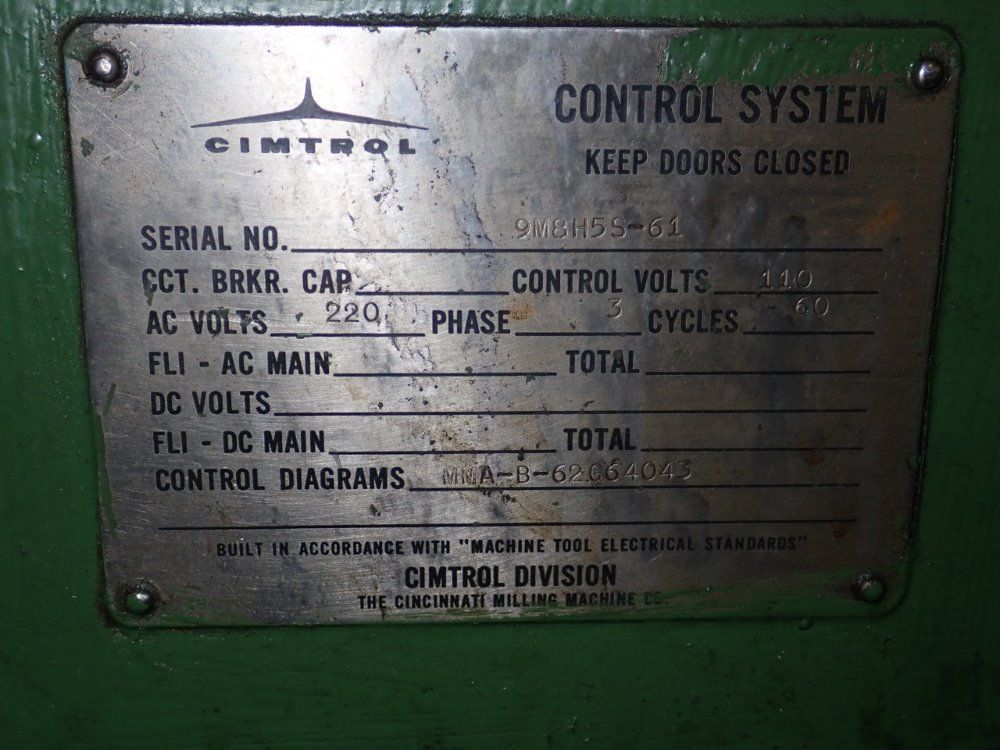 CIMTROL
CONTROL SYSTEM
KEEP DOORS CLOSED
SERIAL NO. 9M8H5S-61
CCT. BRKR. CAP. CONTROL VOLTS 110
AC VOLTS 220 PHASE 3 CYCLES 60
FLI - AC MAIN TOTAL
DC VOLTS
FLI - DC MAIN TOTAL
CONTROL DIAGRAMS MMA-B-62G64043
BUILT IN ACCORDANCE WITH "MACHINE TOOL ELECTRICAL STANDARDS"
CIMTROL DIVISION
THE CINCINNATI MILLING MACHINE CO.